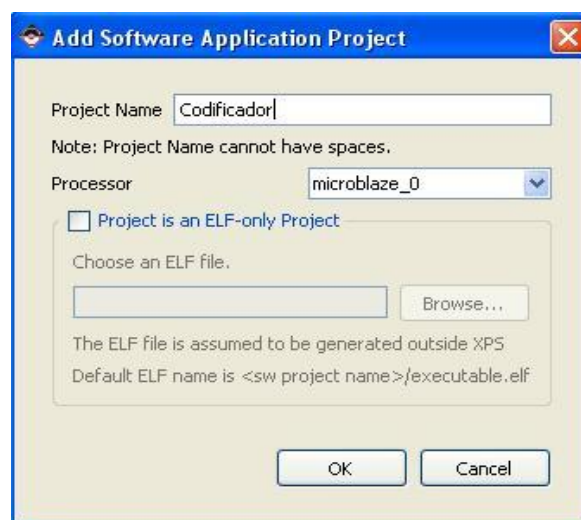 Add Software Application Project
Project Name Codificador
Note: Project Name cannot have spaces.
Processor microblaze_0
Project is an ELF-only Project
Choose an ELF file.
Browse...
The ELF file is assumed to be generated outside XPS
Default ELF name is <sw project name>/executable.elf
OK Cancel